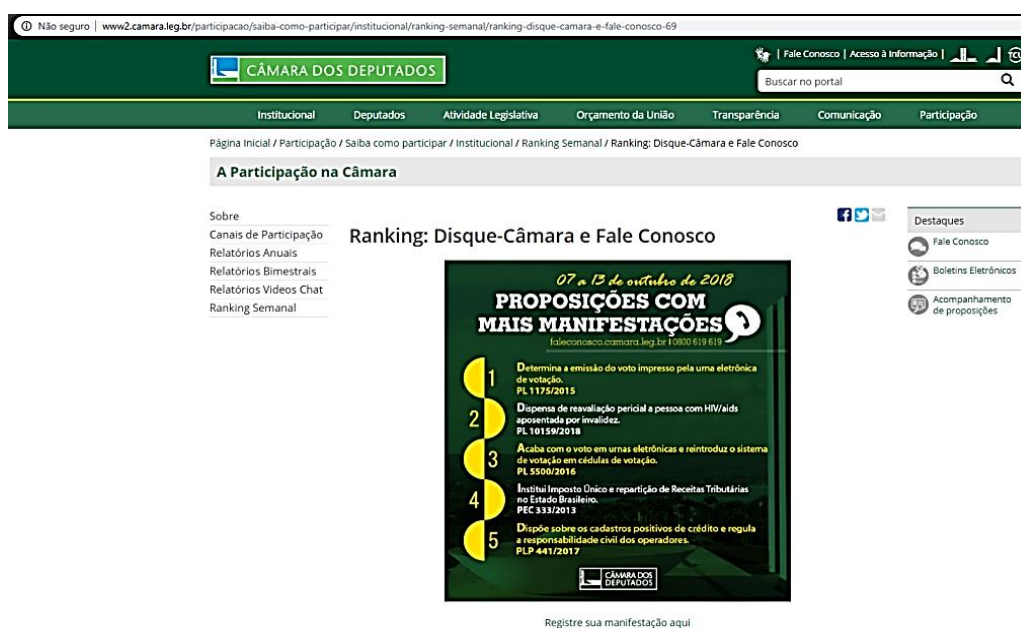 Não seguro | www2.camara.leg.br/participacao/saiba-como-participar/institucional/ranking-semanal/ranking-disque-camara-e-fale-conosco-69
| Fale Conosco | Acesso à Informação |
CÂMARA DOS DEPUTADOS
Buscar no portal
Institucional Deputados Atividade Legislativa Orçamento da União Transparência Comunicação Participação
Página Inicial / Participação / Saiba como participar / Institucional / Ranking Semanal / Ranking: Disque-Câmara e Fale Conosco
A Participação na Câmara
Sobre
Canais de Participação
Relatórios Anuais
Relatórios Bimestrais
Relatórios Videos Chat
Ranking Semanal
Ranking: Disque-Câmara e Fale Conosco
07 a 13 de outubro de 2018
PROPOSIÇÕES COM
MAIS MANIFESTAÇÕES
faleconosco.camara.leg.br | 0800 619 619
1
Determina a emissão do voto impresso pela urna eletrônica
de votação.
PL 1175/2015
2
Dispensa de reavaliação pericial a pessoa com HIV/aids
aposentada por invalidez.
PL 10159/2018
3
Acaba com o voto em urnas eletrônicas e reintroduz o sistema
de votação em cédulas de votação.
PL 5500/2016
4
Institui Imposto Único e repartição de Receitas Tributárias
no Estado Brasileiro.
PEC 333/2013
5
Dispõe sobre os cadastros positivos de crédito e regula
a responsabilidade civil dos operadores.
PLP 441/2017
CÂMARA DOS
DEPUTADOS
Registre sua manifestação aqui
Destaques
Fale Conosco
Boletins Eletrônicos
Acompanhamento
de proposições